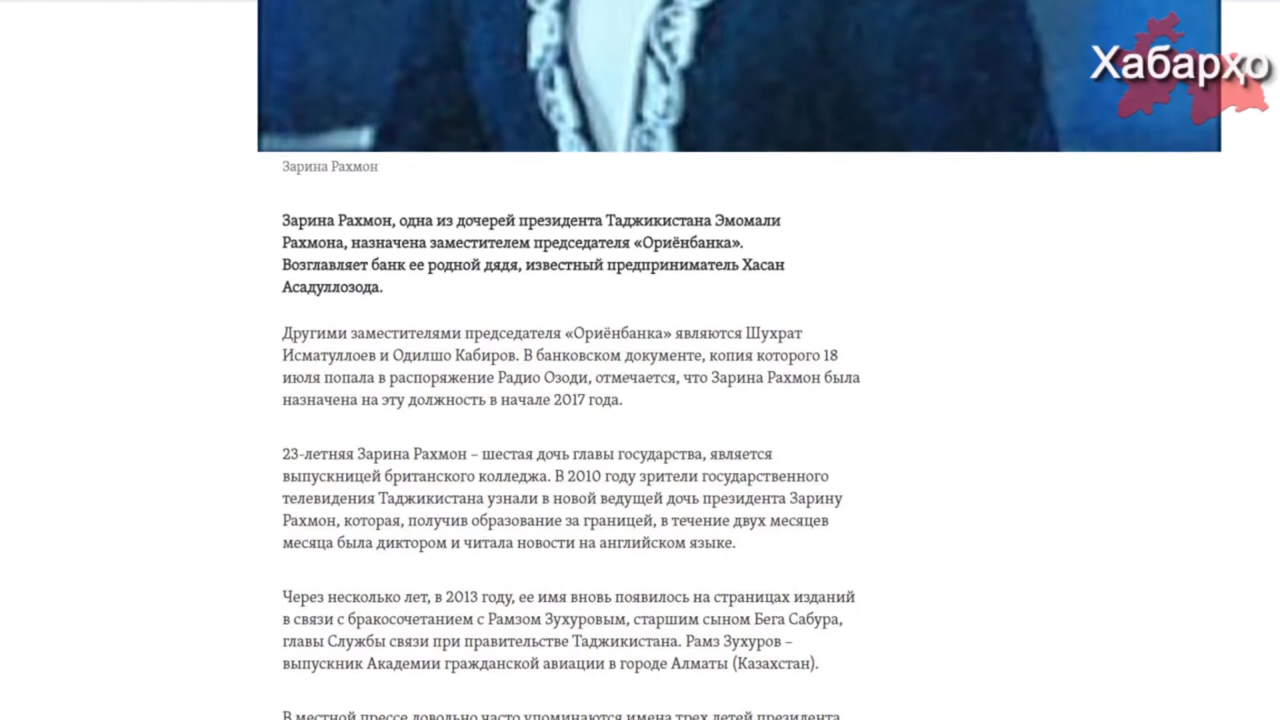 Хабарҳо
Зарина Рахмон
Зарина Рахмон, одна из дочерей президента Таджикистана Эмомали
Рахмона, назначена заместителем председателя «Ориёнбанка».
Возглавляет банк ее родной дядя, известный предприниматель Хасан
Асадуллозода.
Другими заместителями председателя «Ориёнбанка» являются Шухрат
Исматуллоев и Одилшо Кабиров. В банковском документе, копия которого 18
июля попала в распоряжение Радио Озоди, отмечается, что Зарина Рахмон была
назначена на эту должность в начале 2017 года.
23-летняя Зарина Рахмон – шестая дочь главы государства, является
выпускницей британского колледжа. В 2010 году зрители государственного
телевидения Таджикистана узнали в новой ведущей дочь президента Зарину
Рахмон, которая, получив образование за границей, в течение двух месяцев
месяца была диктором и читала новости на английском языке.
Через несколько лет, в 2013 году, ее имя вновь появилось на страницах изданий
в связи с бракосочетанием с Рамзом Зухуровым, старшим сыном Бега Сабура,
главы Службы связи при правительстве Таджикистана. Рамз Зухуров –
выпускник Академии гражданской авиации в городе Алматы (Казахстан).
В местной прессе довольно часто упоминаются имена трех детей президента